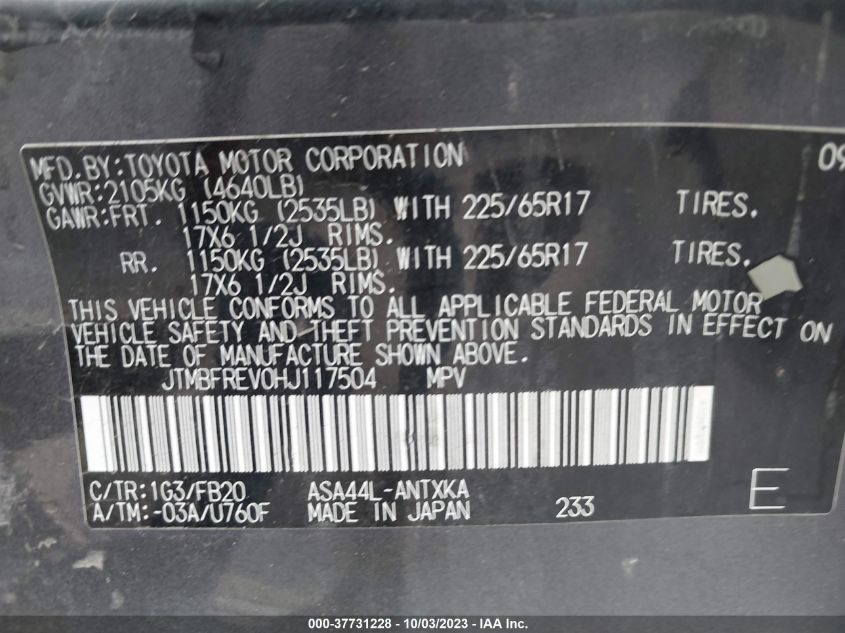 MFD.BY:TOYOTA MOTOR CORPORATION 09
GVWR:2105KG (4640LB)
GAWR:FRT. 1150KG (2535LB) WITH 225/65R17 TIRES.
17X6 1/2J RIMS.
RR. 1150KG (2535LB) WITH 225/65R17 TIRES.
17X6 1/2J RIMS.
THIS VEHICLE CONFORMS TO ALL APPLICABLE FEDERAL MOTOR
VEHICLE SAFETY AND THEFT PREVENTION STANDARDS IN EFFECT ON
THE DATE OF MANUFACTURE SHOWN ABOVE.
JTMBFREV0HJ117504 MPV
C/TR:1G3/FB20 ASA44L-ANTXKA
A/TM:-03A/U760F MADE IN JAPAN 233 E
000-37731228 - 10/03/2023 - IAA Inc.